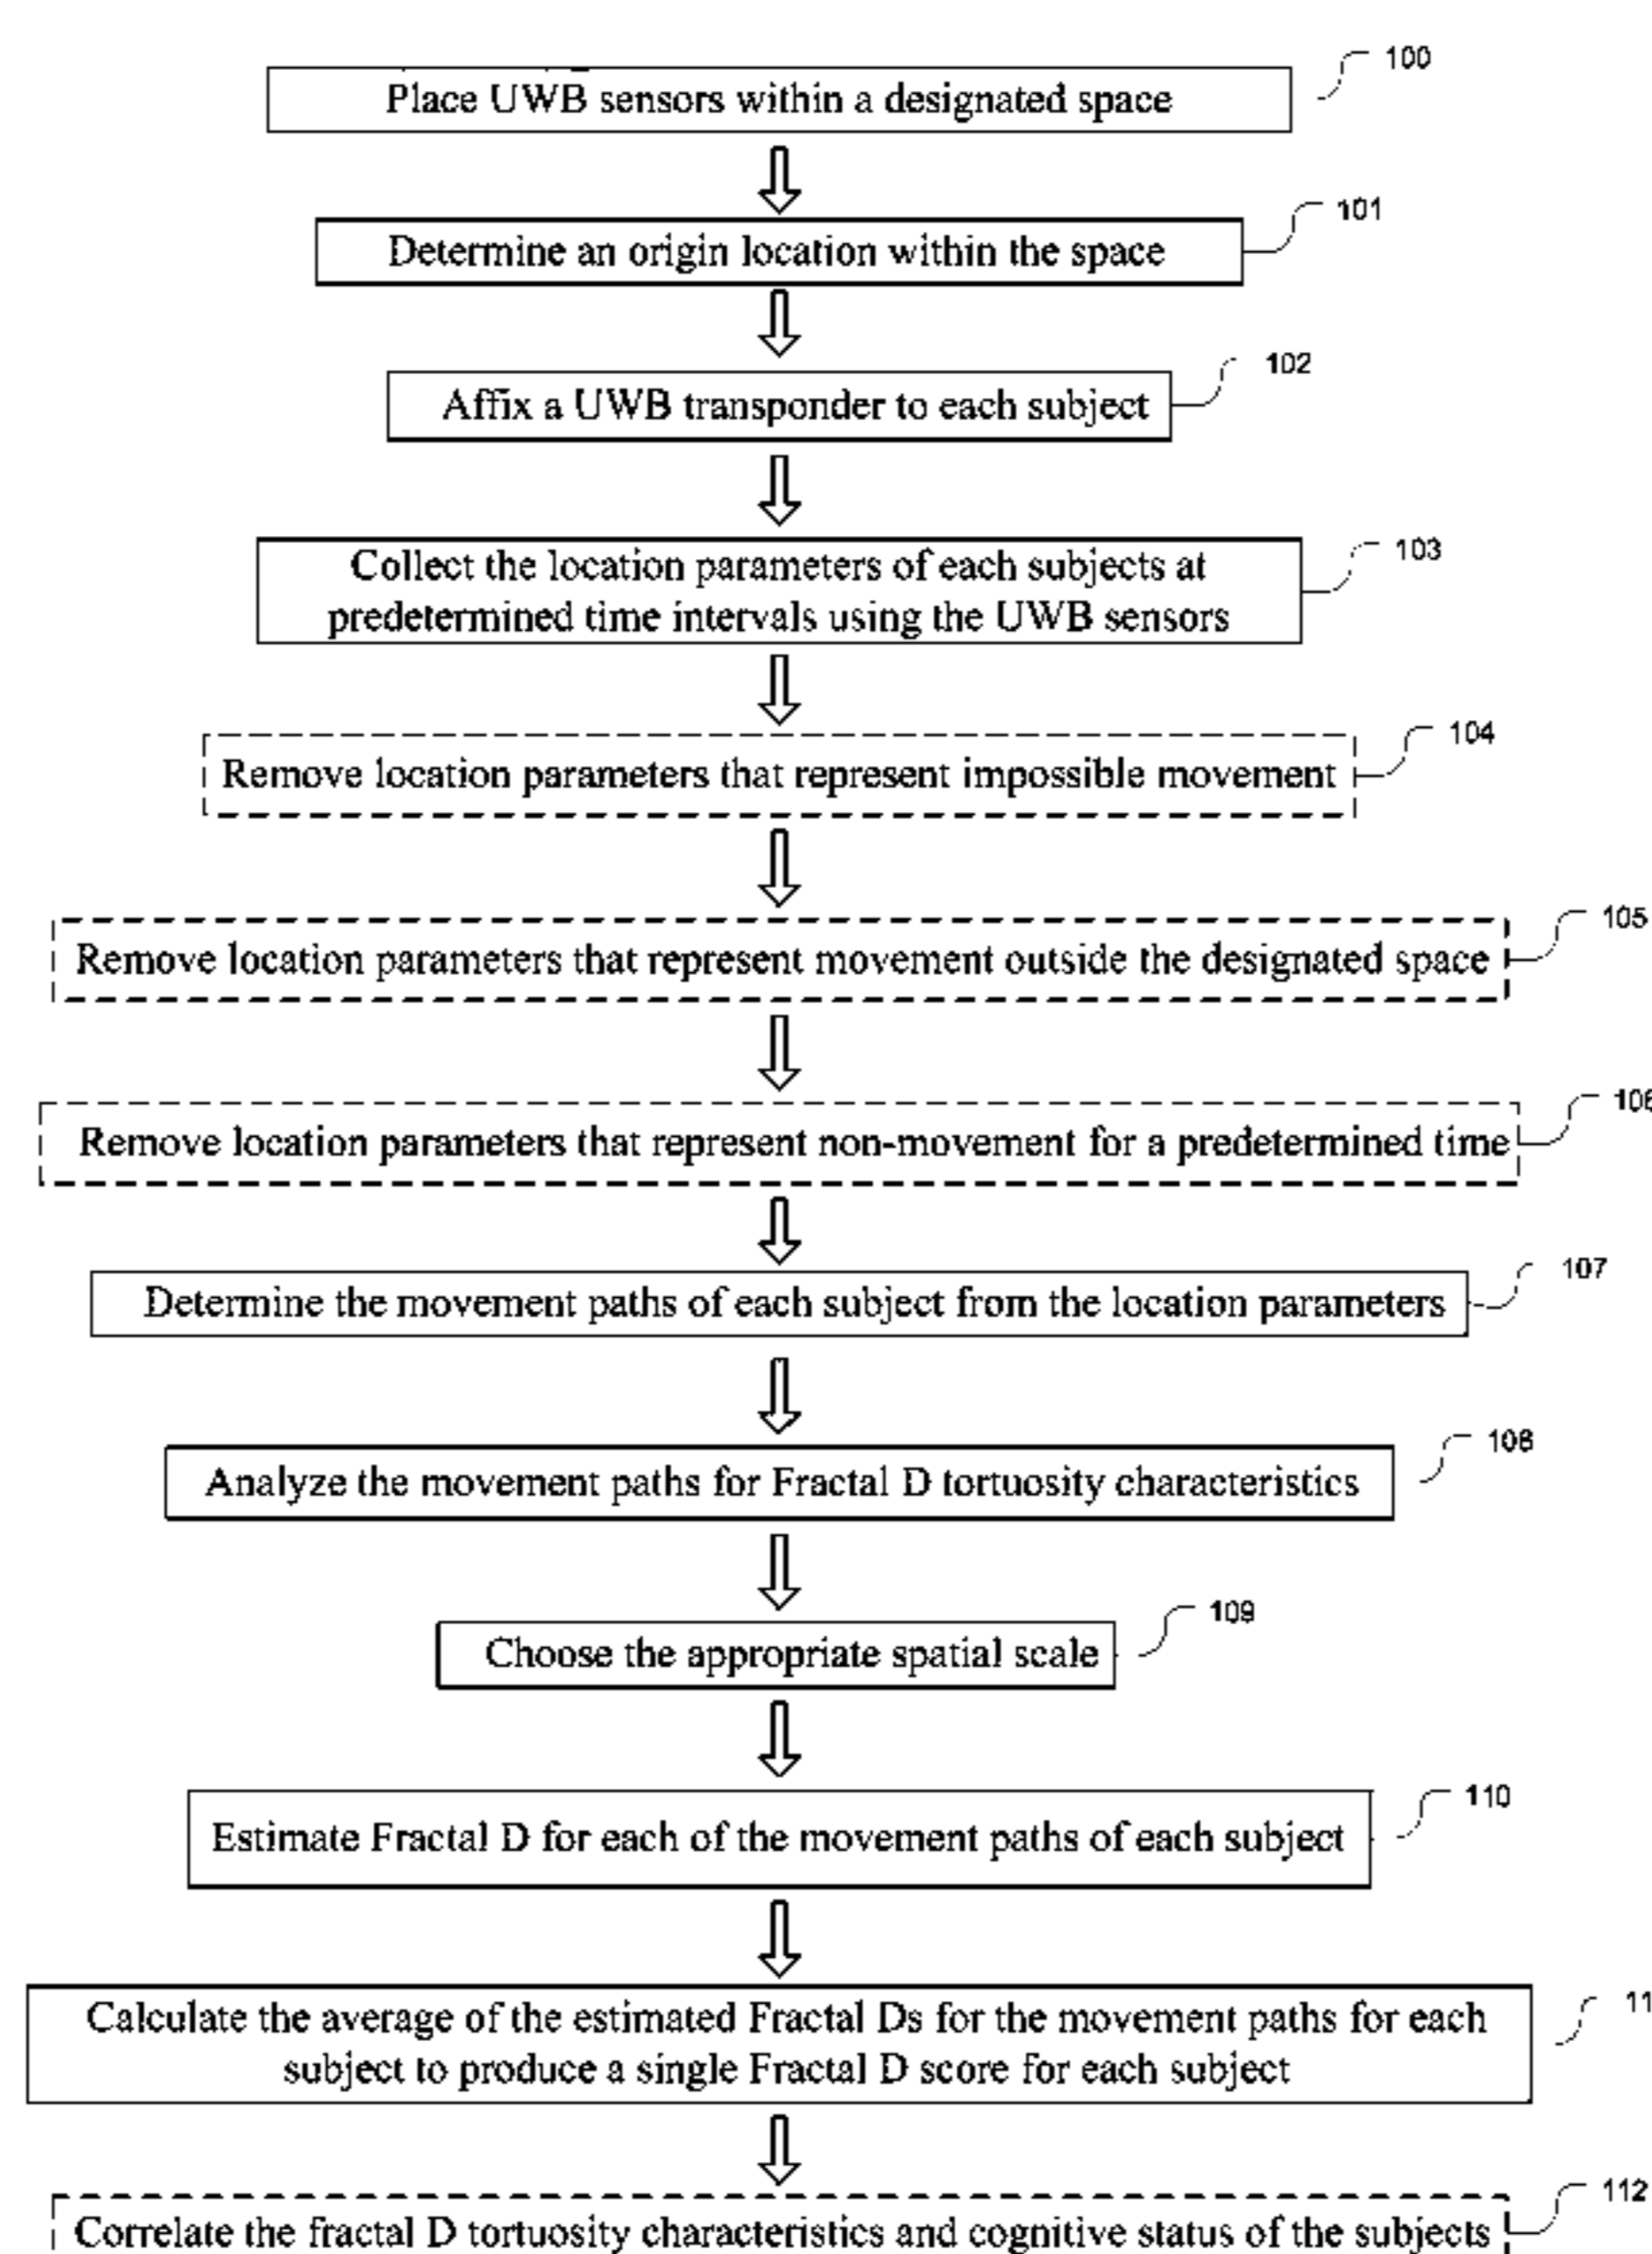 100
Place UWB sensors within a designated space
101
Determine an origin location within the space
102
Affix a UWB transponder to each subject
103
Collect the location parameters of each subjects at
predetermined time intervals using the UWB sensors
104
Remove location parameters that represent impossible movement
105
Remove location parameters that represent movement outside the designated space
106
Remove location parameters that represent non-movement for a predetermined time
107
Determine the movement paths of each subject from the location parameters
108
Analyze the movement paths for Fractal D tortuosity characteristics
109
Choose the appropriate spatial scale
110
Estimate Fractal D for each of the movement paths of each subject
11
Calculate the average of the estimated Fractal Ds for the movement paths for each
subject to produce a single Fractal D score for each subject
112
Correlate the fractal D tortuosity characteristics and cognitive status of the subjects